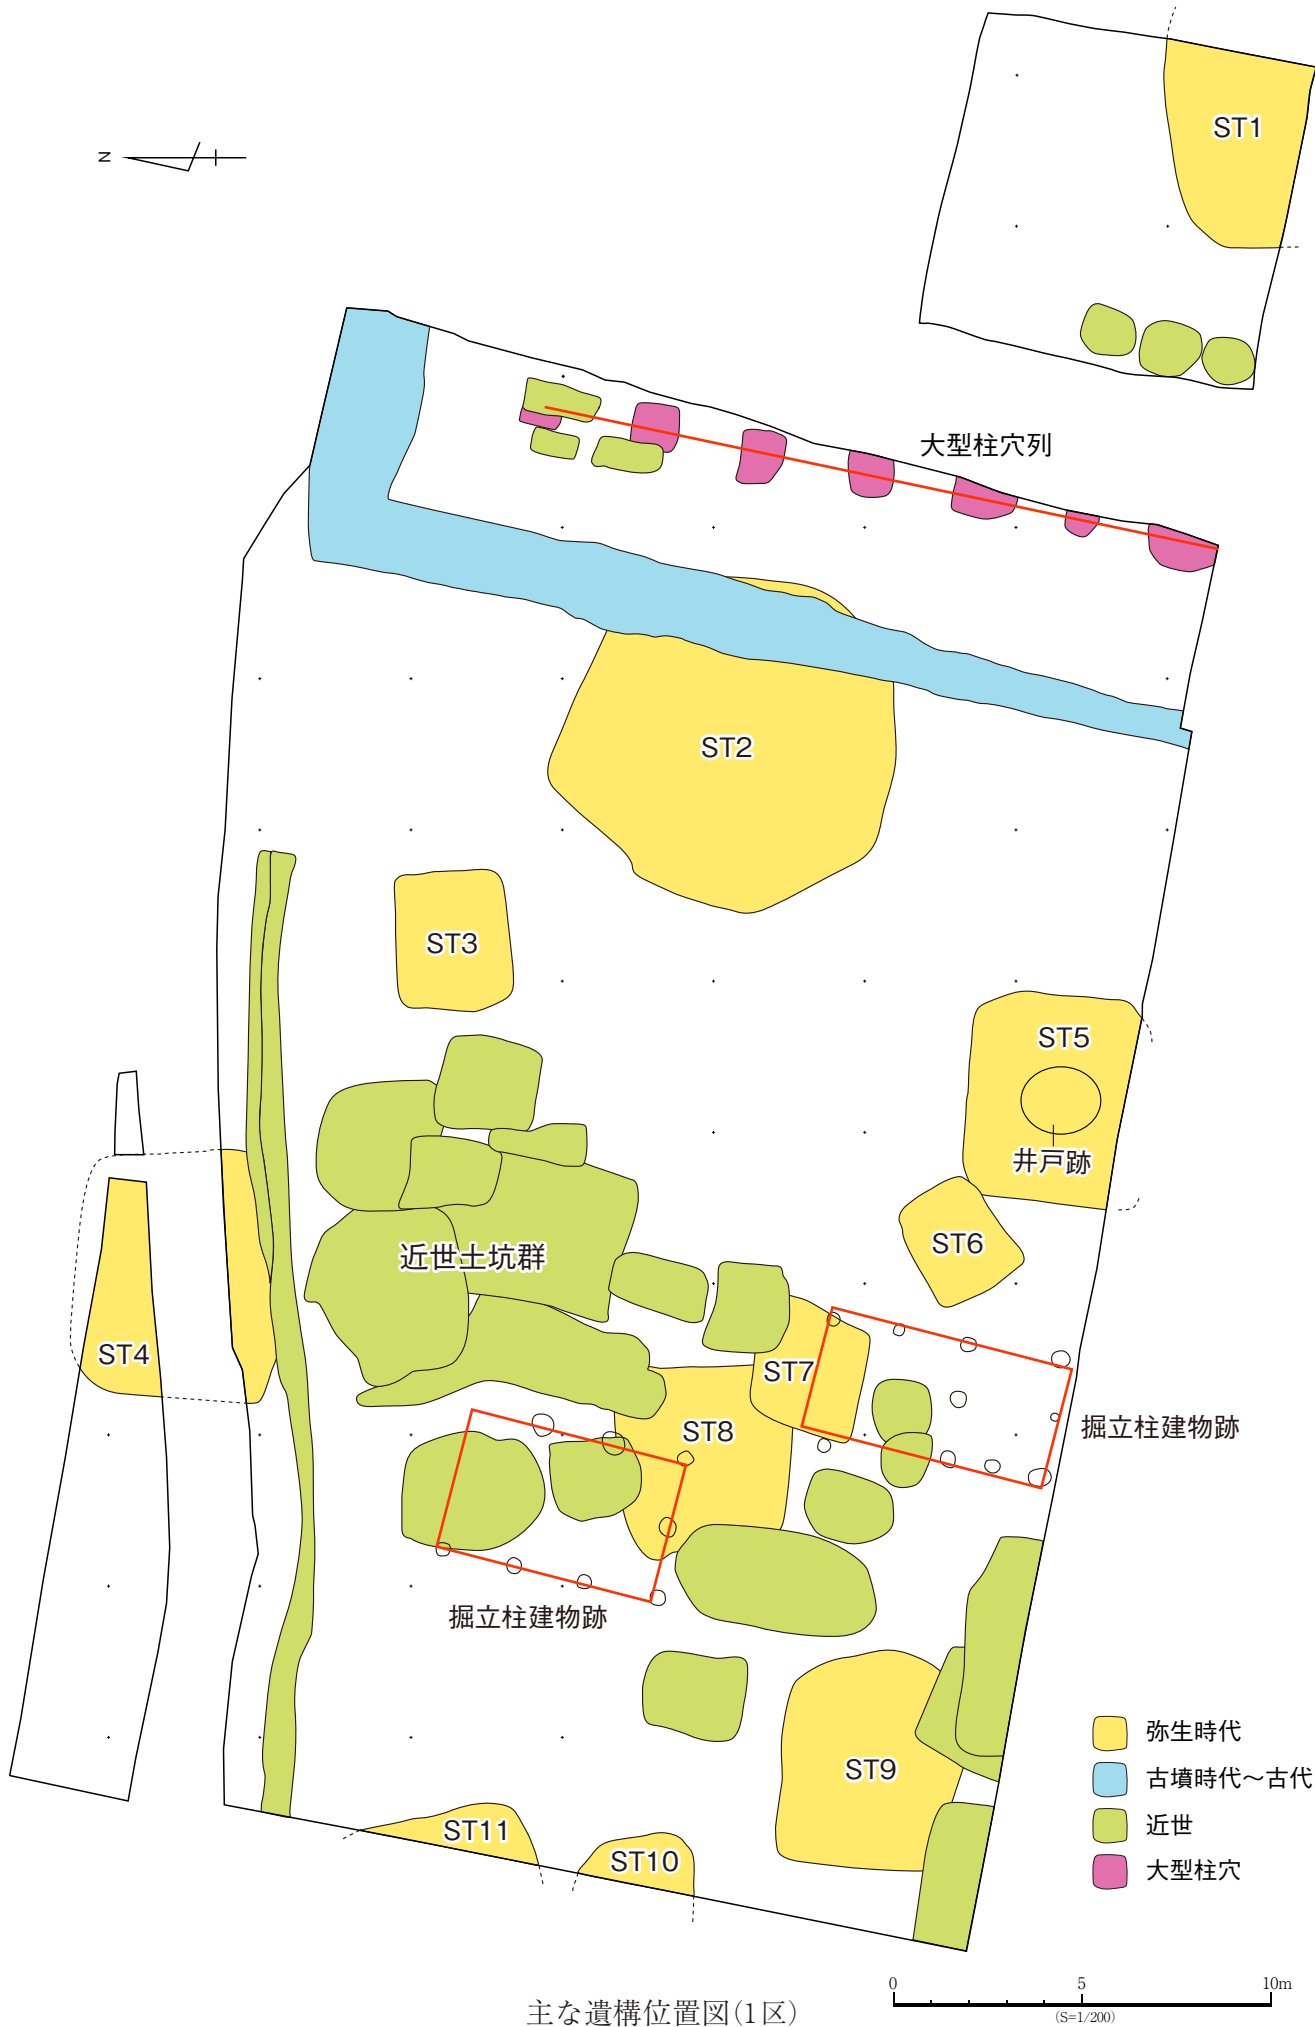 ST1
N
大型柱穴列
ST2
ST3
ST5
井戸跡
ST6
近世土坑群
ST4
ST7
ST8
掘立柱建物跡
掘立柱建物跡
弥生時代
ST9
古墳時代～古代
ST11
近世
ST10
大型柱穴
0 5 10m
(S=1/200)
主な遺構位置図(1区)